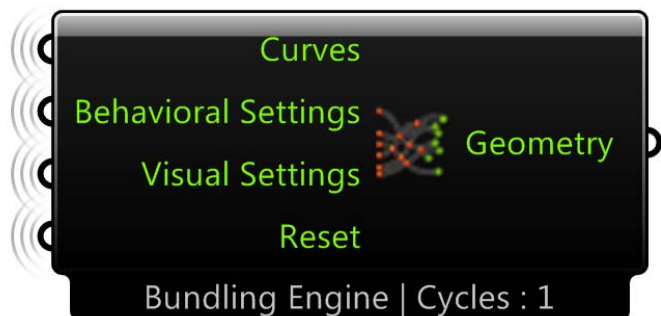 Curves
Behavioral Settings
Geometry
Visual Settings
Reset
Bundling Engine | Cycles : 1